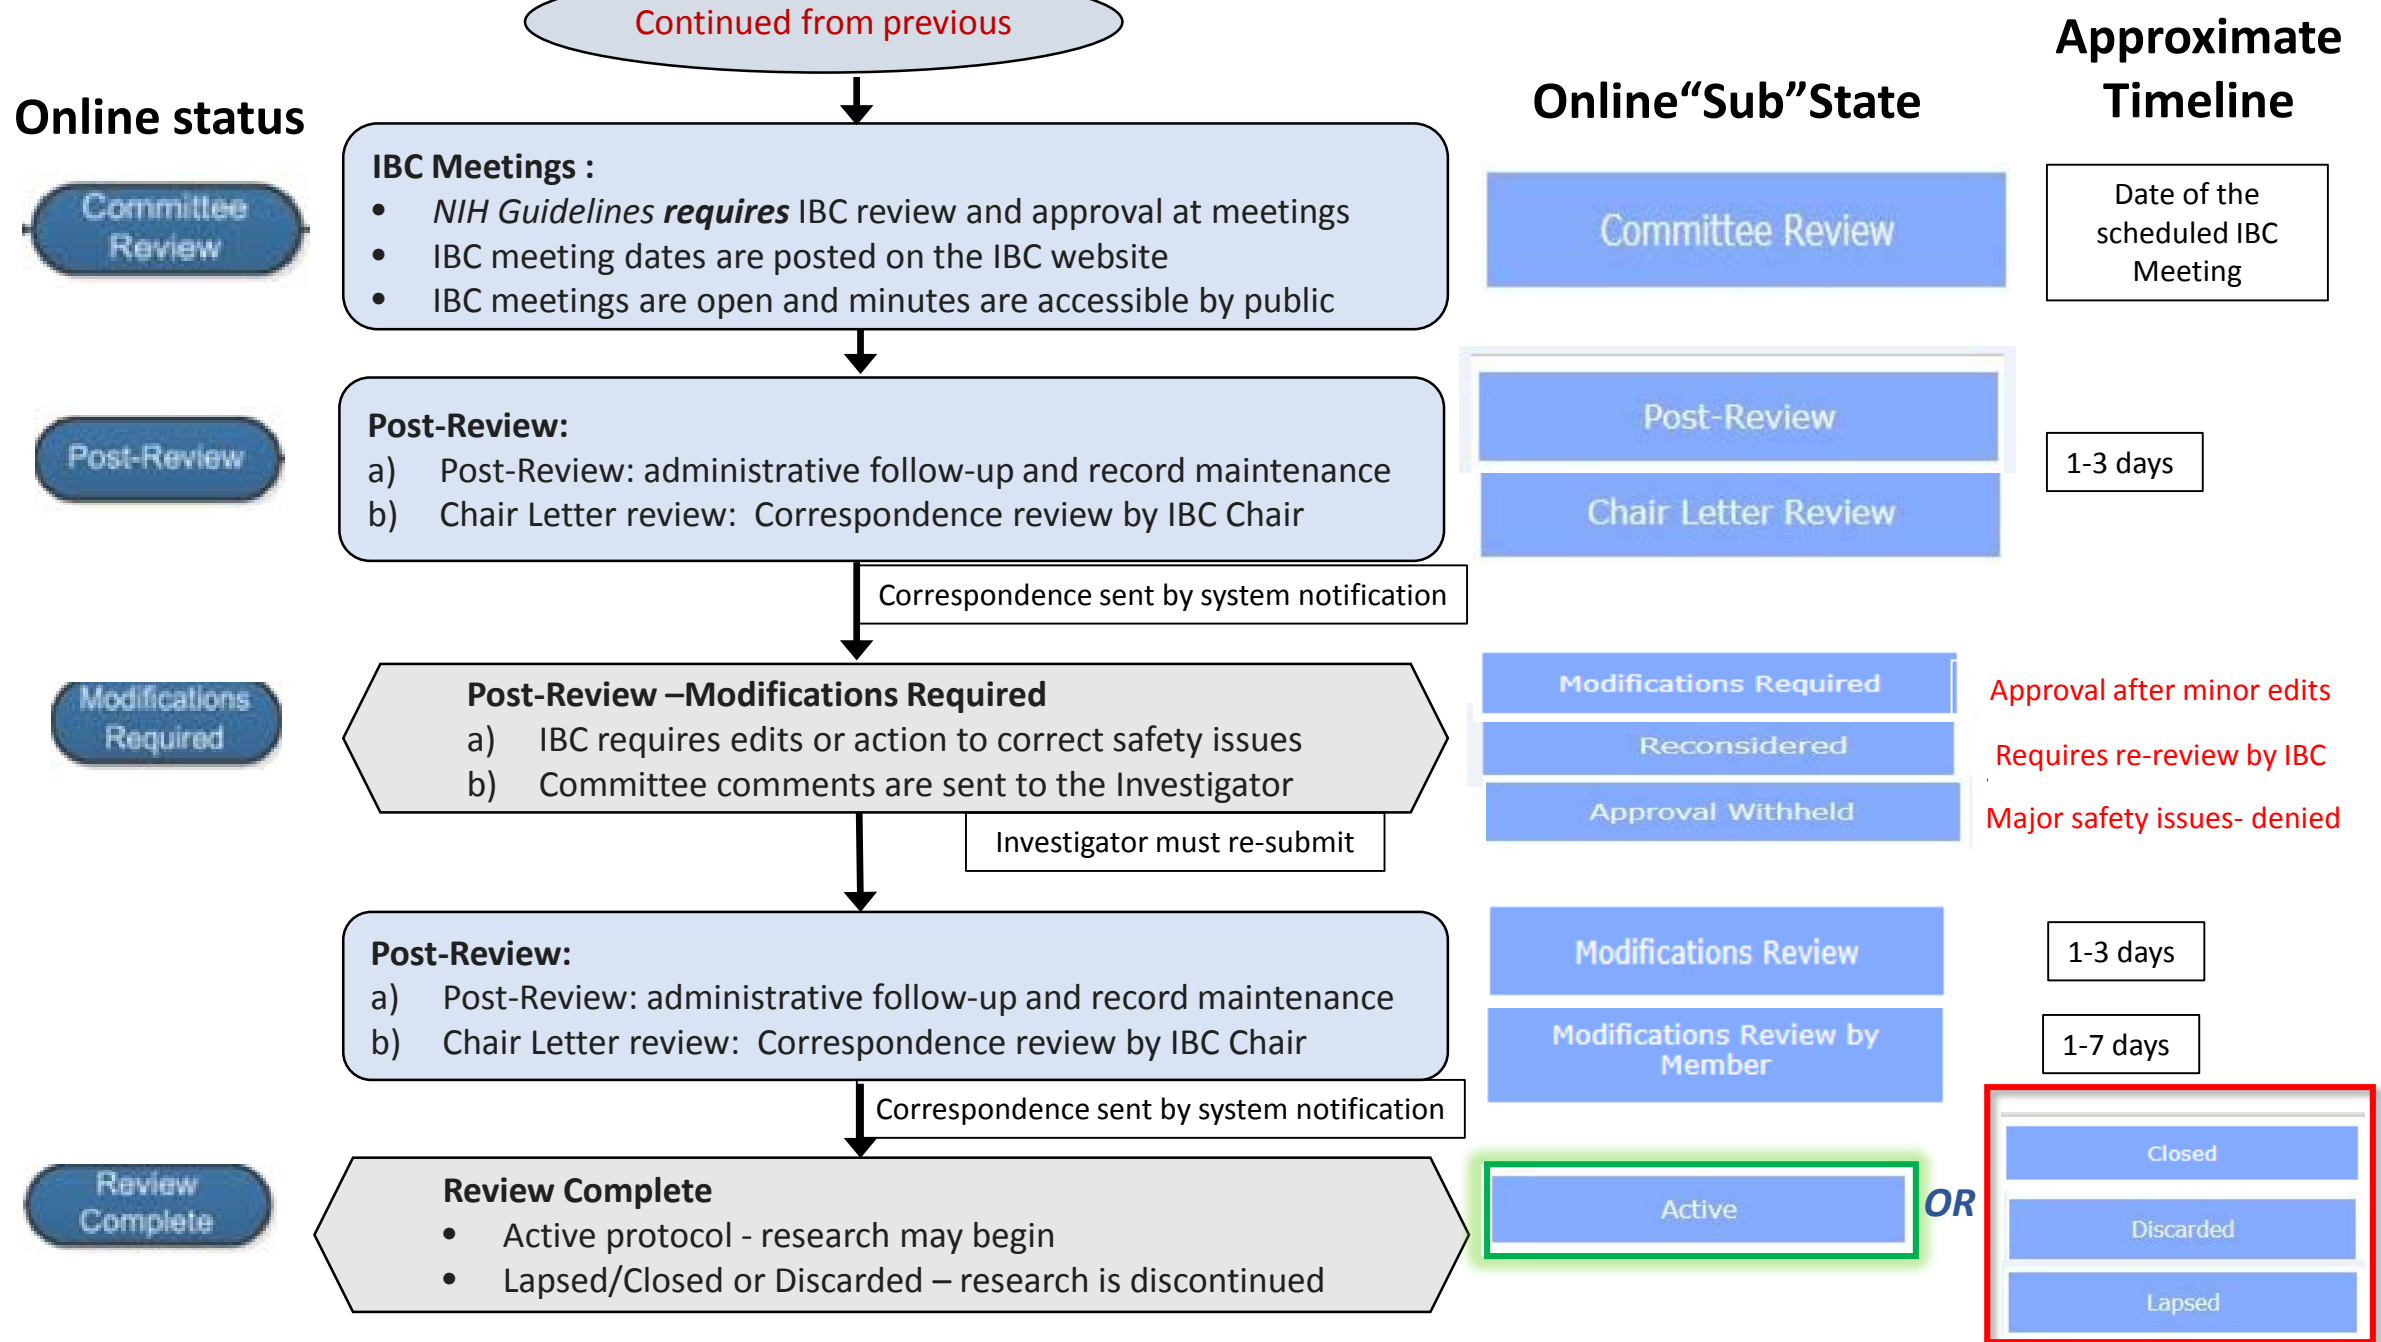 Continued from previous
Approximate
Timeline
Online“Sub”State
Online status
Committee
Review
IBC Meetings :
• NIH Guidelines requires IBC review and approval at meetings
• IBC meeting dates are posted on the IBC website
• IBC meetings are open and minutes are accessible by public
Committee Review
Date of the
scheduled IBC
Meeting
Post-Review
Post-Review:
a) Post-Review: administrative follow-up and record maintenance
b) Chair Letter review: Correspondence review by IBC Chair
Post-Review
Chair Letter Review
1-3 days
Correspondence sent by system notification
Modifications
Required
Post-Review –Modifications Required
a) IBC requires edits or action to correct safety issues
b) Committee comments are sent to the Investigator
Modifications Required
Approval after minor edits
Reconsidered
Requires re-review by IBC
Approval Withheld
Major safety issues- denied
Investigator must re-submit
Post-Review:
a) Post-Review: administrative follow-up and record maintenance
b) Chair Letter review: Correspondence review by IBC Chair
Modifications Review
1-3 days
Modifications Review by
Member
1-7 days
Correspondence sent by system notification
Review
Complete
Review Complete
• Active protocol - research may begin
• Lapsed/Closed or Discarded – research is discontinued
Active
OR
Closed
Discarded
Lapsed